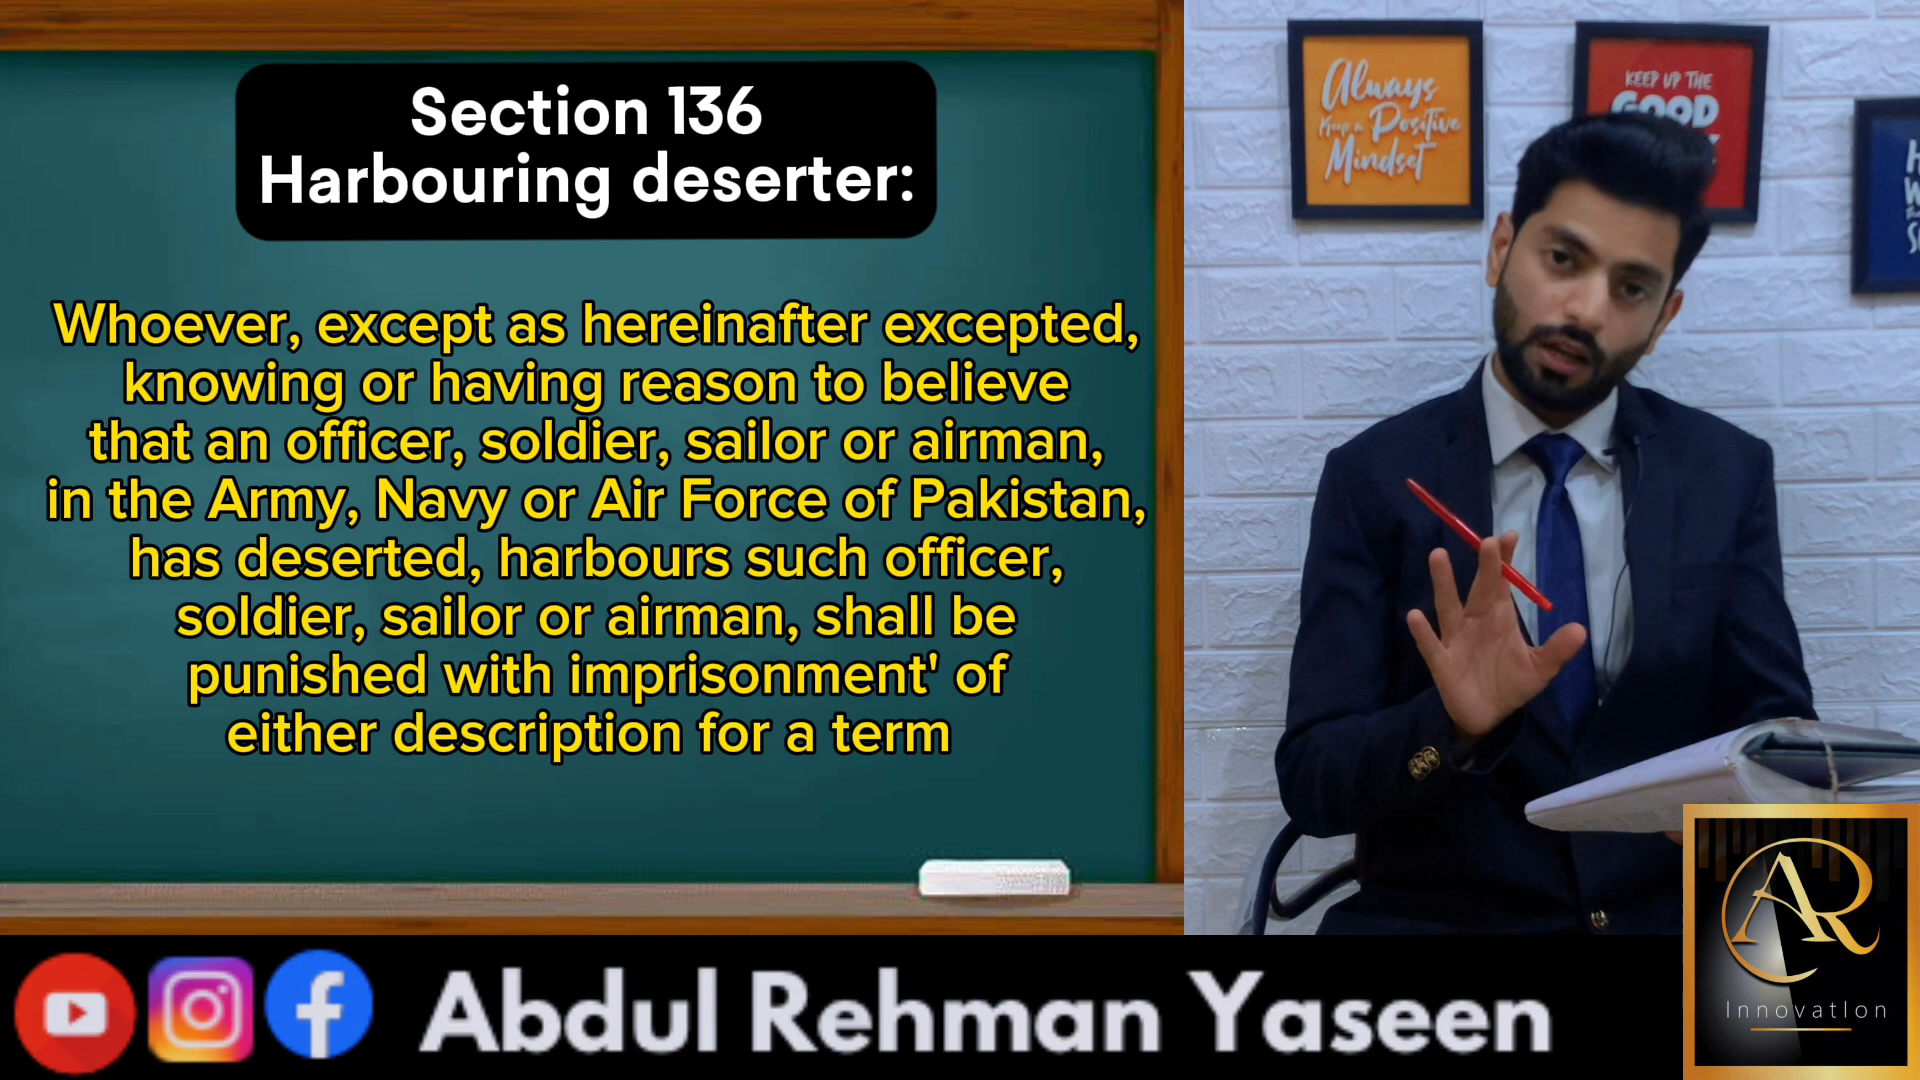 Section 136
Harbouring deserter:
Whoever, except as hereinafter excepted,
knowing or having reason to believe
that an officer, soldier, sailor or airman,
in the Army, Navy or Air Force of Pakistan,
has deserted, harbours such officer,
soldier, sailor or airman, shall be
punished with imprisonment' of
either description for a term
Always
Keep a Positive
Mindset
KEEP UP THE
GOOD
AR
InnovatIon
Abdul Rehman Yaseen